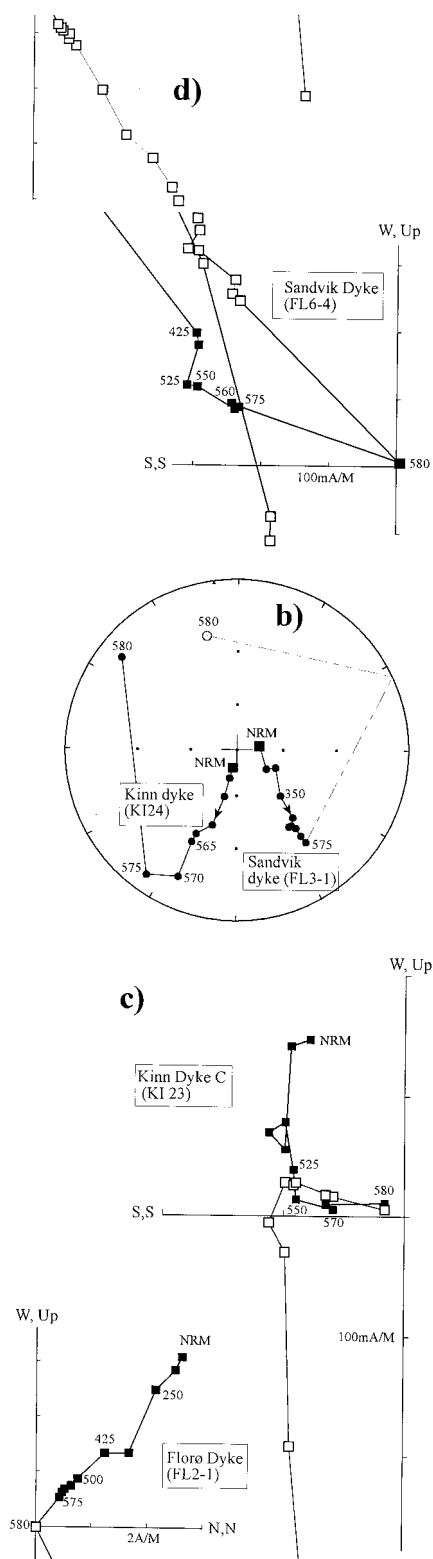 d)
W, Up
Sandvik Dyke
(FL6-4)
425
525
550
560
575
580
S,S
100mA/M
b)
580
580
NRM
NRM
Kinn dyke
(KI24)
350
565
Sandvik
dyke (FL3-1)
575
575
570
W, Up
c)
NRM
Kinn Dyke C
(KI 23)
525
580
S,S
550
570
100mA/M
W, Up
NRM
250
425
Florø Dyke
(FL2-1)
500
575
580
2A/M
N,N